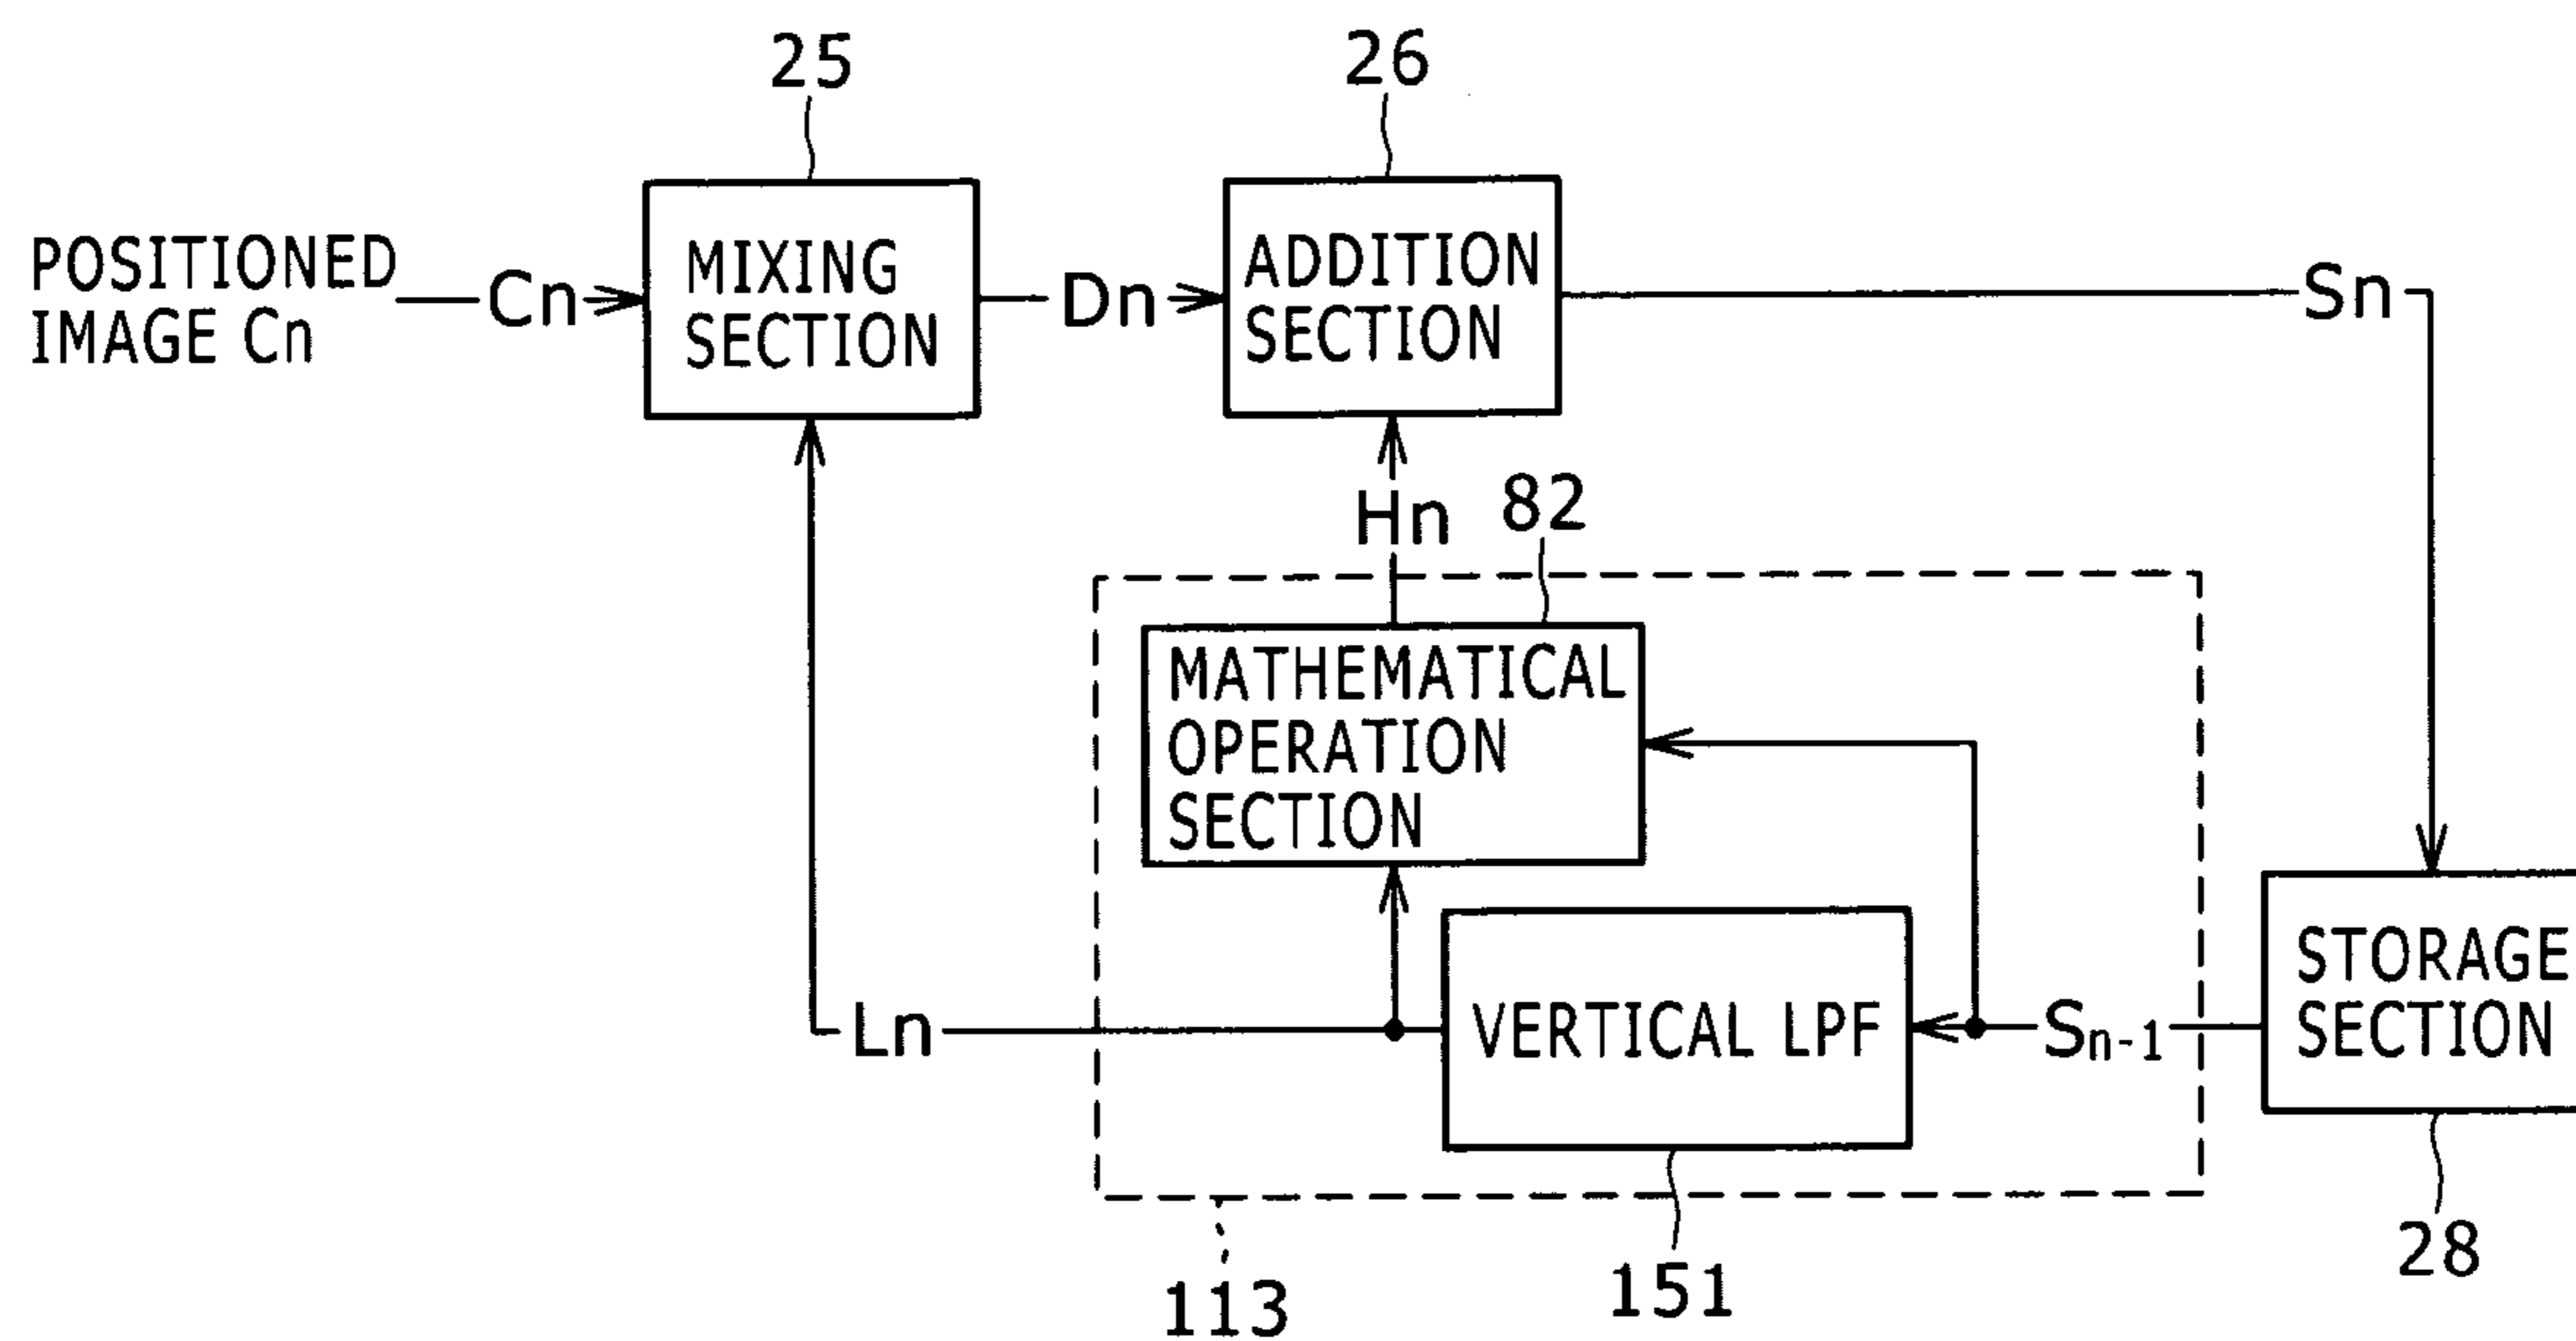 25
26
POSITIONED
IMAGE Cn
Cn
MIXING
SECTION
Dn
ADDITION
SECTION
Sn
Hn
82
MATHEMATICAL
OPERATION
SECTION
Ln
VERTICAL LPF
Sn-1
STORAGE
SECTION
113
151
28